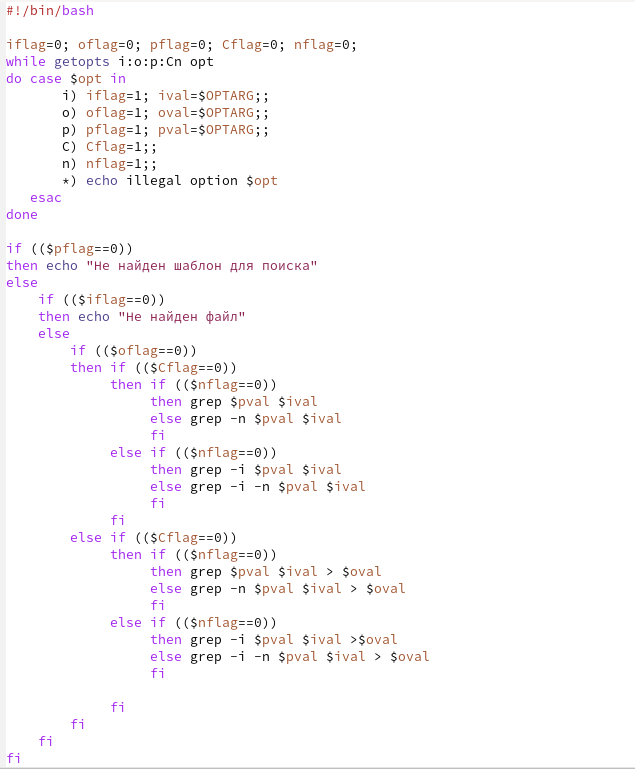 #!/bin/bash

iflag=0; oflag=0; pflag=0; Cflag=0; nflag=0;
while getopts i:o:p:Cn opt
do case $opt in
       i) iflag=1; ival=$OPTARG;;
       o) oflag=1; oval=$OPTARG;;
       p) pflag=1; pval=$OPTARG;;
       C) Cflag=1;;
       n) nflag=1;;
       *) echo illegal option $opt
   esac
done

if (($pflag==0))
then echo "Не найден шаблон для поиска"
else
    if (($iflag==0))
    then echo "Не найден файл"
    else
        if (($oflag==0))
        then if (($Cflag==0))
             then if (($nflag==0))
                  then grep $pval $ival
                  else grep -n $pval $ival
                  fi
             else if (($nflag==0))
                  then grep -i $pval $ival
                  else grep -i -n $pval $ival
                  fi
             fi
        else if (($Cflag==0))
             then if (($nflag==0))
                  then grep $pval $ival > $oval
                  else grep -n $pval $ival > $oval
                  fi
             else if (($nflag==0))
                  then grep -i $pval $ival >$oval
                  else grep -i -n $pval $ival > $oval
                  fi

             fi
        fi
    fi
fi